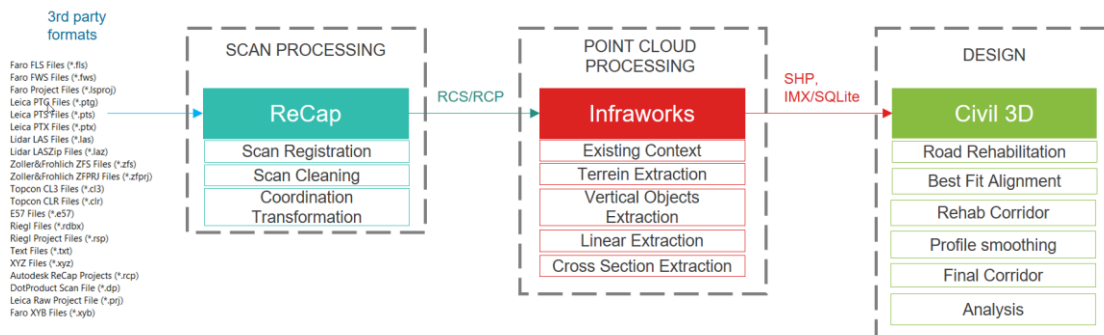 3rd party
formats
Faro FLS Files (*.fls)
Faro FWS Files (*.fws)
Faro Project Files (*.lsproj)
Leica PTG Files (*.ptg)
Leica PTS Files (*.pts)
Leica PTX Files (*.ptx)
Lidar LAS Files (*.las)
Lidar LASZip Files (*.laz)
Zoller&Frohlich ZFS Files (*.zfs)
Zoller&Frohlich ZFPRJ Files (*.zfprj)
Topcon CL3 Files (*.cl3)
Topcon CLR Files (*.clr)
E57 Files (*.e57)
Riegl Files (*.rdbx)
Riegl Project Files (*.rsp)
Text Files (*.txt)
XYZ Files (*.xyz)
Autodesk ReCap Projects (*.rcp)
DotProduct Scan File (*.dp)
Leica Raw Project File (*.prj)
Faro XYB Files (*.xyb)
SCAN PROCESSING
ReCap
Scan Registration
Scan Cleaning
Coordination
Transformation
RCS/RCP
POINT CLOUD
PROCESSING
Infraworks
Existing Context
Terrein Extraction
Vertical Objects
Extraction
Linear Extraction
Cross Section Extraction
SHP,
IMX/SQLite
DESIGN
Civil 3D
Road Rehabilitation
Best Fit Alignment
Rehab Corridor
Profile smoothing
Final Corridor
Analysis